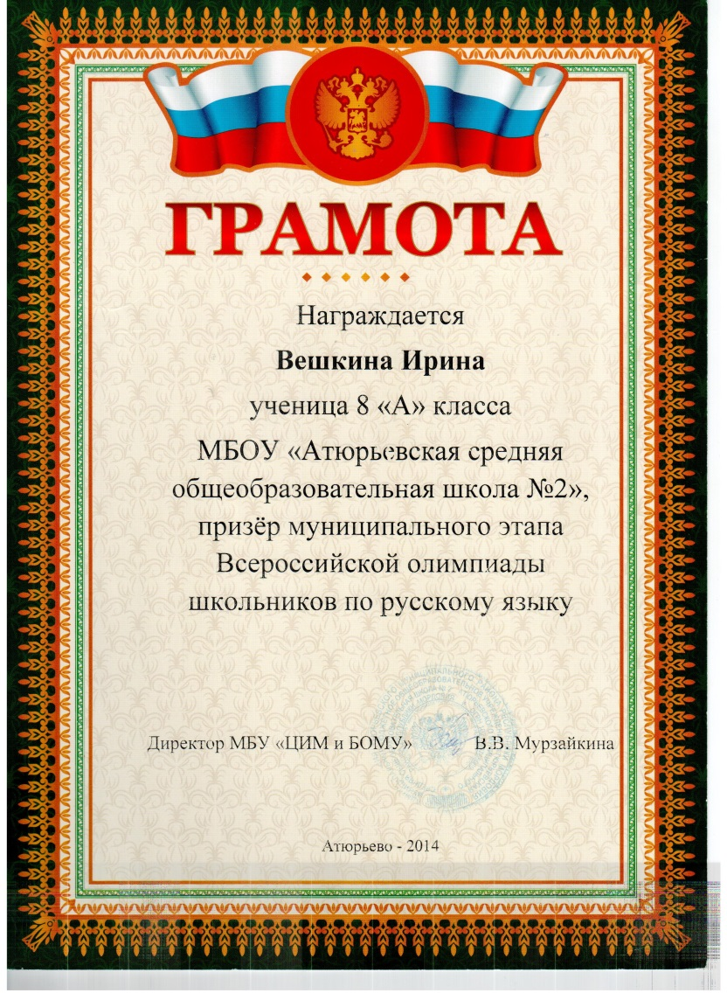 ГРАМОТА
Награждается
Вешкина Ирина
ученица 8 «А» класса
МБОУ «Атюрьевская средняя
общеобразовательная школа №2»,
призёр муниципального этапа
Всероссийской олимпиады
школьников по русскому языку
Директор МБУ «ЦИМ и БОМУ» В.В. Мурзайкина
Атюрьево - 2014